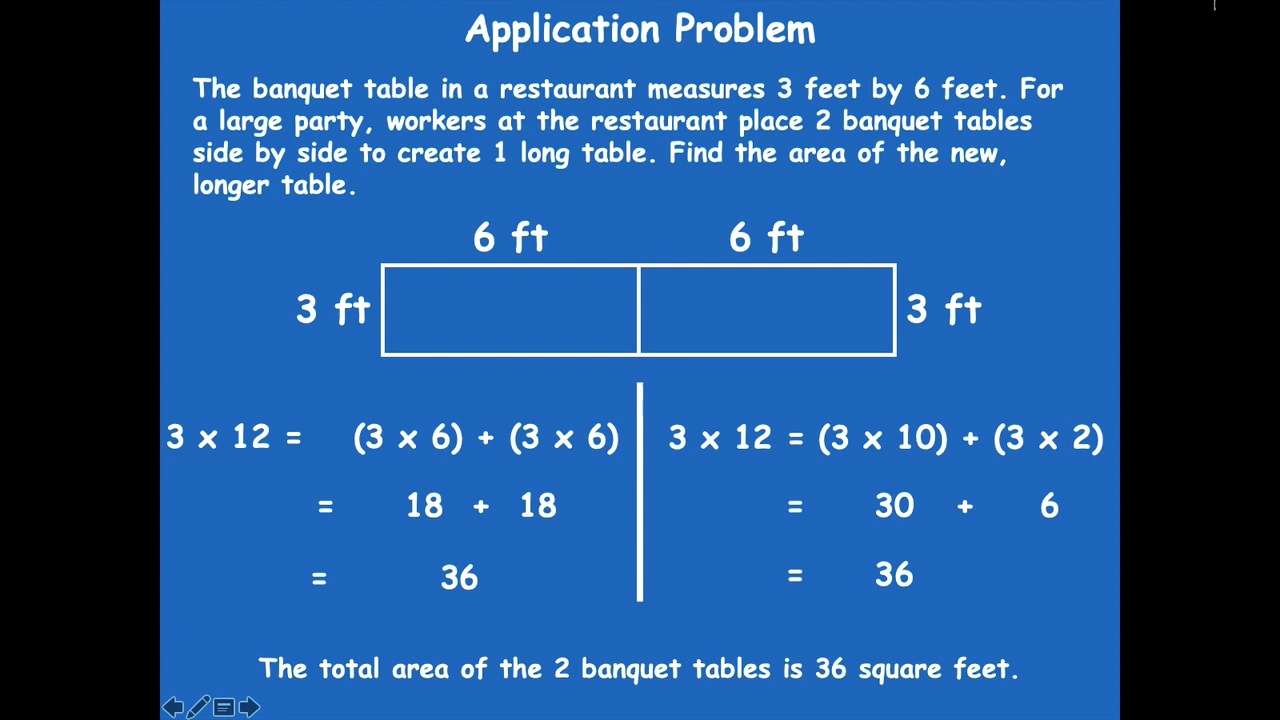 Application Problem
The banquet table in a restaurant measures 3 feet by 6 feet. For
a large party, workers at the restaurant place 2 banquet tables
side by side to create 1 long table. Find the area of the new,
longer table.
6 ft 6 ft
3 ft 3 ft
3 x 12 = (3 x 6) + (3 x 6)
= 18 + 18
= 36
3 x 12 = (3 x 10) + (3 x 2)
= 30 + 6
= 36
The total area of the 2 banquet tables is 36 square feet.